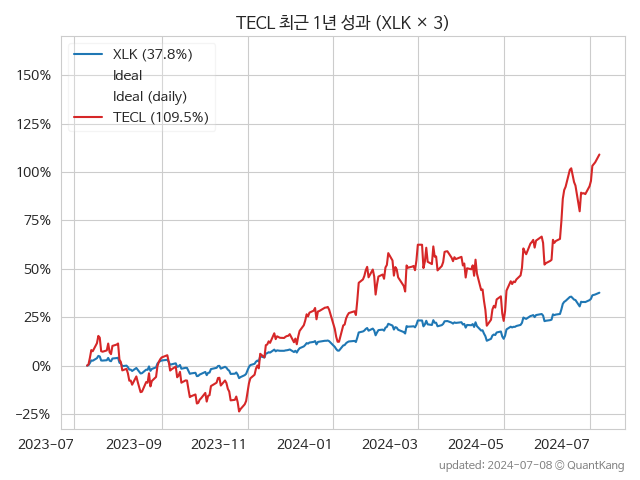 TECL 최근 1년 성과 (XLK × 3)
XLK (37.8%)
Ideal
Ideal (daily)
TECL (109.5%)
150%
125%
100%
75%
50%
25%
0%
−25%
2023−07 2023−09 2023−11 2024−01 2024−03 2024−05 2024−07
updated: 2024-07-08 © QuantKang